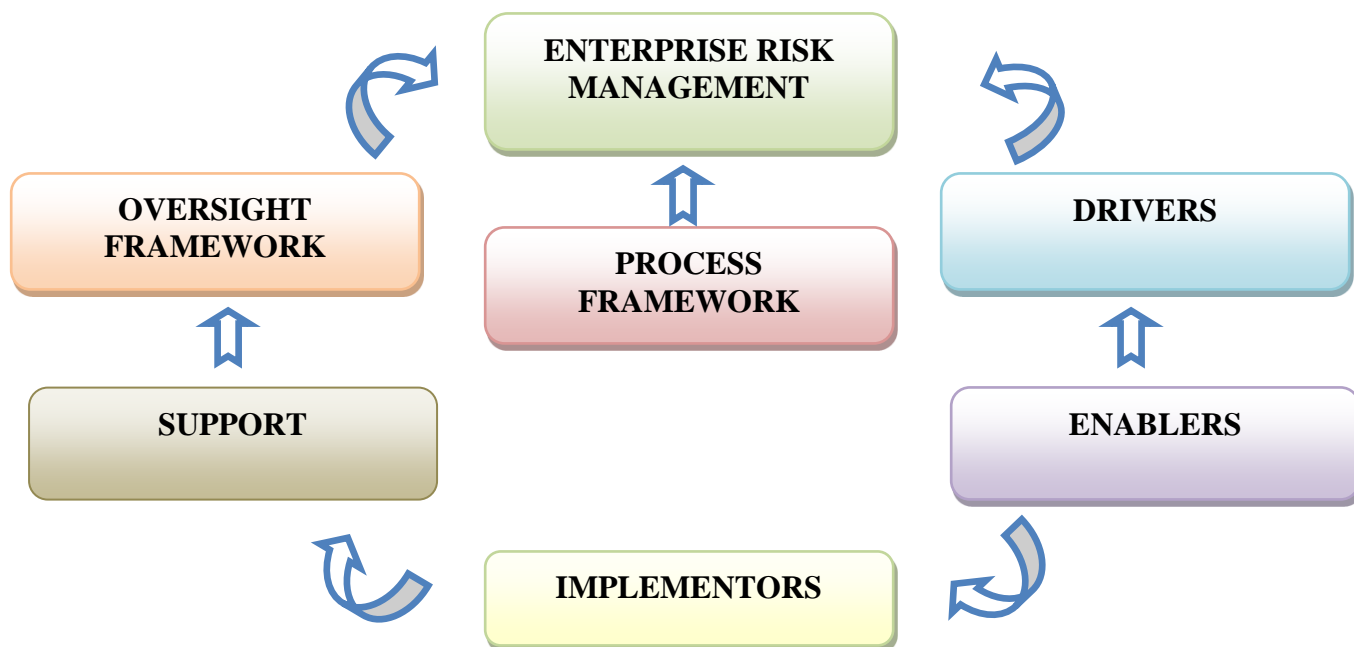 ENTERPRISE RISK
MANAGEMENT
OVERSIGHT
FRAMEWORK
PROCESS
FRAMEWORK
DRIVERS
SUPPORT
ENABLERS
IMPLEMENTORS